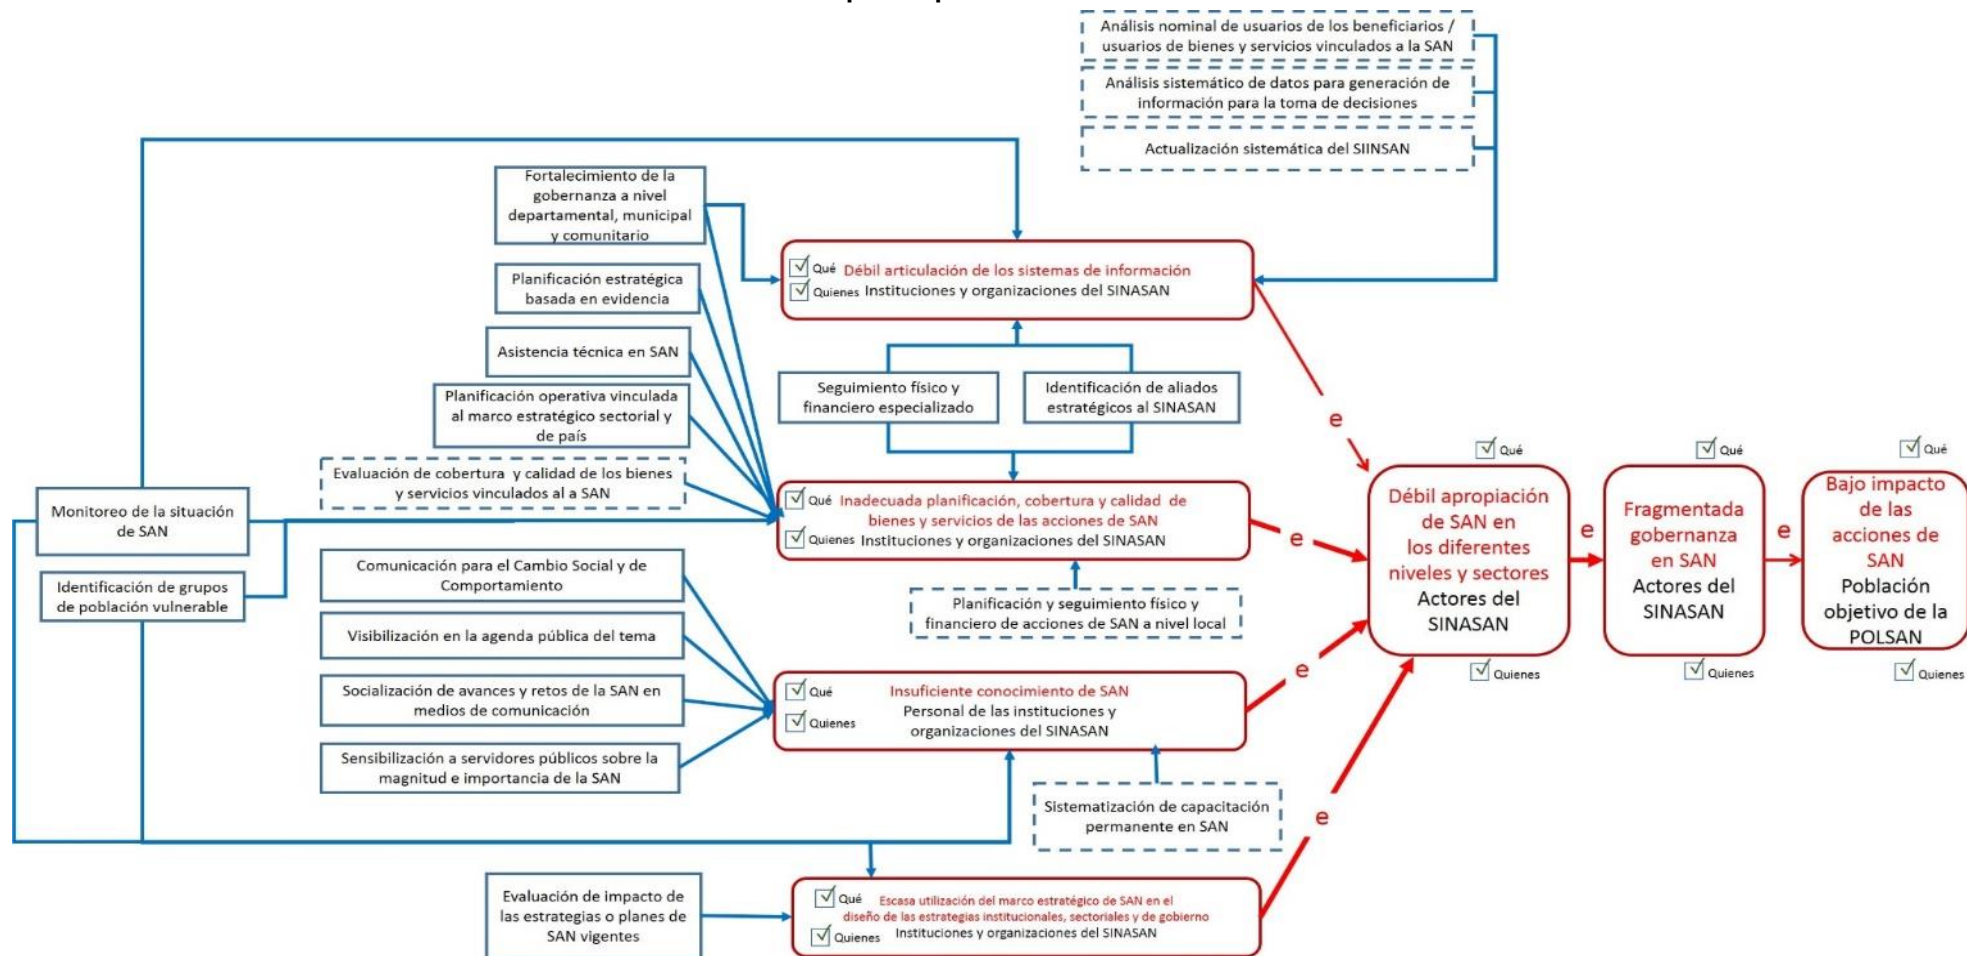 Análisis nominal de usuarios de los beneficiarios /
usuarios de bienes y servicios vinculados a la SAN
Análisis sistemático de datos para generación de
información para la toma de decisiones
Actualización sistemática del SIINSAN
Fortalecimiento de la
gobernanza a nivel
departamental, municipal
y comunitario
Planificación estratégica
basada en evidencia
Asistencia técnica en SAN
Planificación operativa vinculada
al marco estratégico sectorial y
de país
Evaluación de cobertura y calidad de los bienes
y servicios vinculados al a SAN
Monitoreo de la situación
de SAN
Identificación de grupos
de población vulnerable
Comunicación para el Cambio Social y de
Comportamiento
Visibilización en la agenda pública del tema
Socialización de avances y retos de la SAN en
medios de comunicación
Sensibilización a servidores públicos sobre la
magnitud e importancia de la SAN
Evaluación de impacto de
las estrategias o planes de
SAN vigentes
Qué Débil articulación de los sistemas de información
Quienes Instituciones y organizaciones del SINASAN
Seguimiento físico y
financiero especializado
Identificación de aliados
estratégicos al SINASAN
Qué Inadecuada planificación, cobertura y calidad de
bienes y servicios de las acciones de SAN
Quienes Instituciones y organizaciones del SINASAN
Planificación y seguimiento físico y
financiero de acciones de SAN a nivel local
Qué Insuficiente conocimiento de SAN
Personal de las instituciones y
Quienes
organizaciones del SINASAN
Sistematización de capacitación
permanente en SAN
Qué Escasa utilización del marco estratégico de SAN en el
diseño de las estrategias institucionales, sectoriales y de gobierno
Quienes Instituciones y organizaciones del SINASAN
e
e
e
e
Qué
Débil apropiación
de SAN en
los diferentes
niveles y sectores
Actores del
SINASAN
Quienes
e
Qué
Fragmentada
gobernanza
en SAN
Actores del
SINASAN
Quienes
e
Qué
Bajo impacto
de las
acciones de
SAN
Población
objetivo de la
POLSAN
Quienes